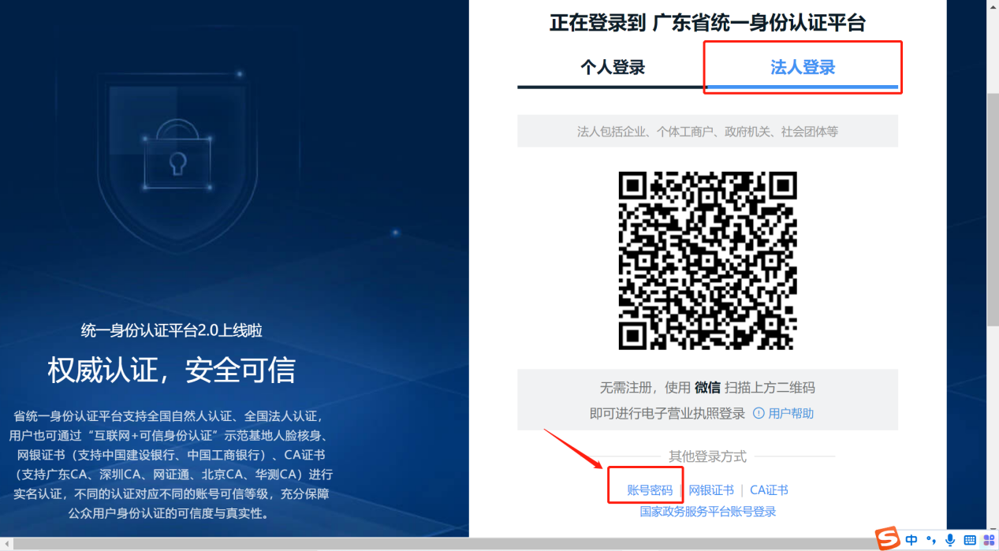 正在登录到 广东省统一身份认证平台
个人登录
法人登录
法人包括企业、个体工商户、政府机关、社会团体等
无需注册，使用 微信 扫描上方二维码
即可进行电子营业执照登录 用户帮助
其他登录方式
账号密码 | 网银证书 | CA证书
国家政务服务平台账号登录
统一身份认证平台2.0上线啦
权威认证，安全可信
省统一身份认证平台支持全国自然人认证、全国法人认证，
用户也可通过“互联网+可信身份认证”示范基地人脸核身、
网银证书（支持中国建设银行、中国工商银行）、CA证书
（支持广东CA、深圳CA、网证通、北京CA、华测CA）进行
实名认证，不同的认证对应不同的账号可信等级，充分保障
公众用户身份认证的可信度与真实性。
S 中